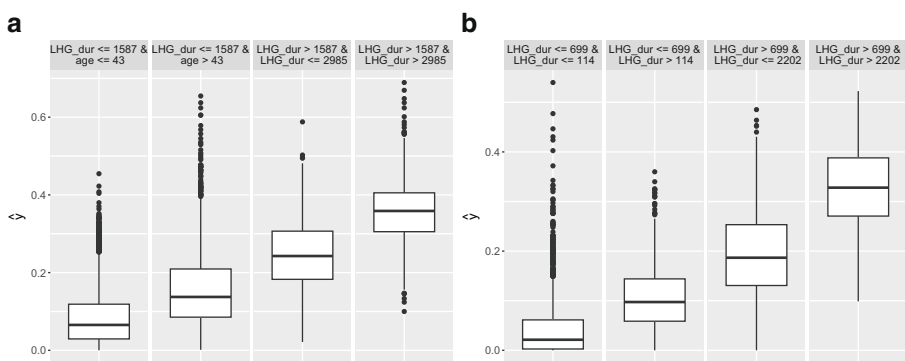 a
LHG_dur <= 1587 &
age <= 43
LHG_dur <= 1587 &
age > 43
LHG_dur > 1587 &
LHG_dur <= 2985
LHG_dur > 1587 &
LHG_dur > 2985
0.6
0.4
0.2
0.0
ŷ
b
LHG_dur <= 699 &
LHG_dur <= 114
LHG_dur <= 699 &
LHG_dur > 114
LHG_dur > 699 &
LHG_dur <= 2202
LHG_dur > 699 &
LHG_dur > 2202
0.4
0.2
0.0
ŷ